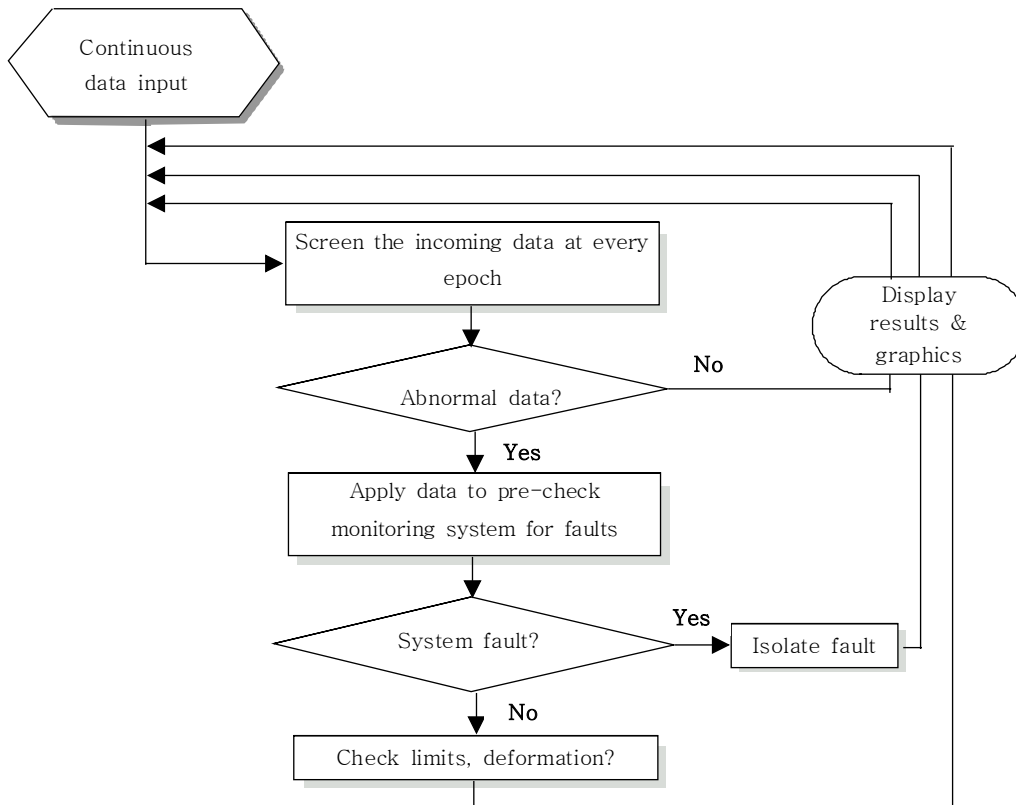 Continuous
data input
Screen the incoming data at every
epoch
Display
results &
graphics
Abnormal data?
No
Yes
Apply data to pre-check
monitoring system for faults
System fault?
Yes
Isolate fault
No
Check limits, deformation?